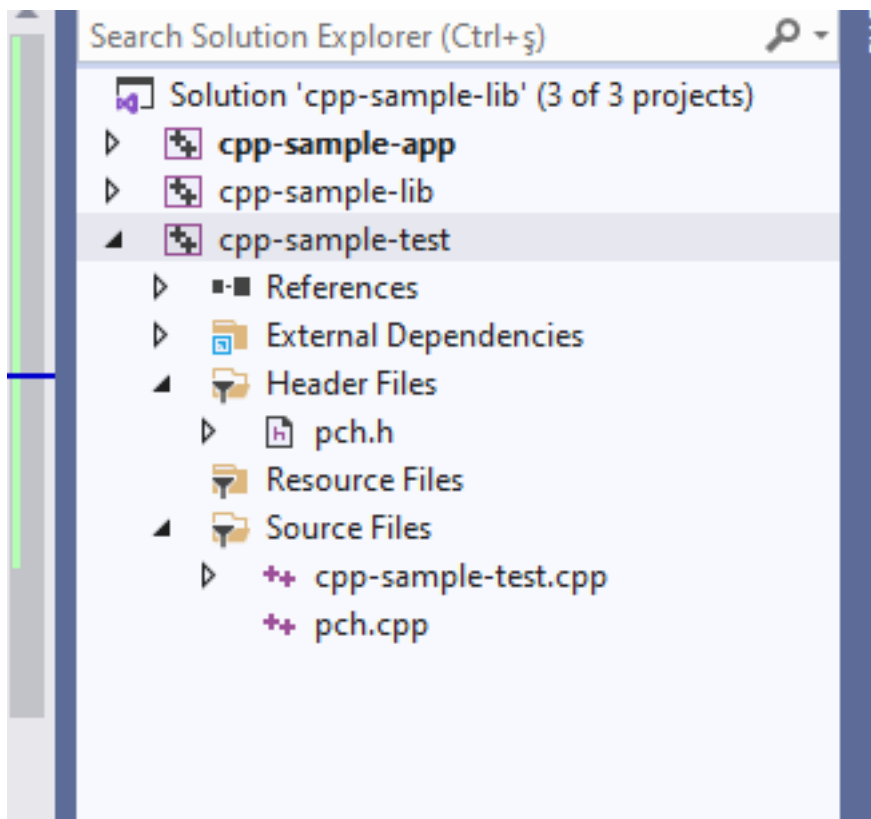 Search Solution Explorer (Ctrl+ş)
Solution 'cpp-sample-lib' (3 of 3 projects)
cpp-sample-app
cpp-sample-lib
cpp-sample-test
References
External Dependencies
Header Files
pch.h
Resource Files
Source Files
cpp-sample-test.cpp
pch.cpp